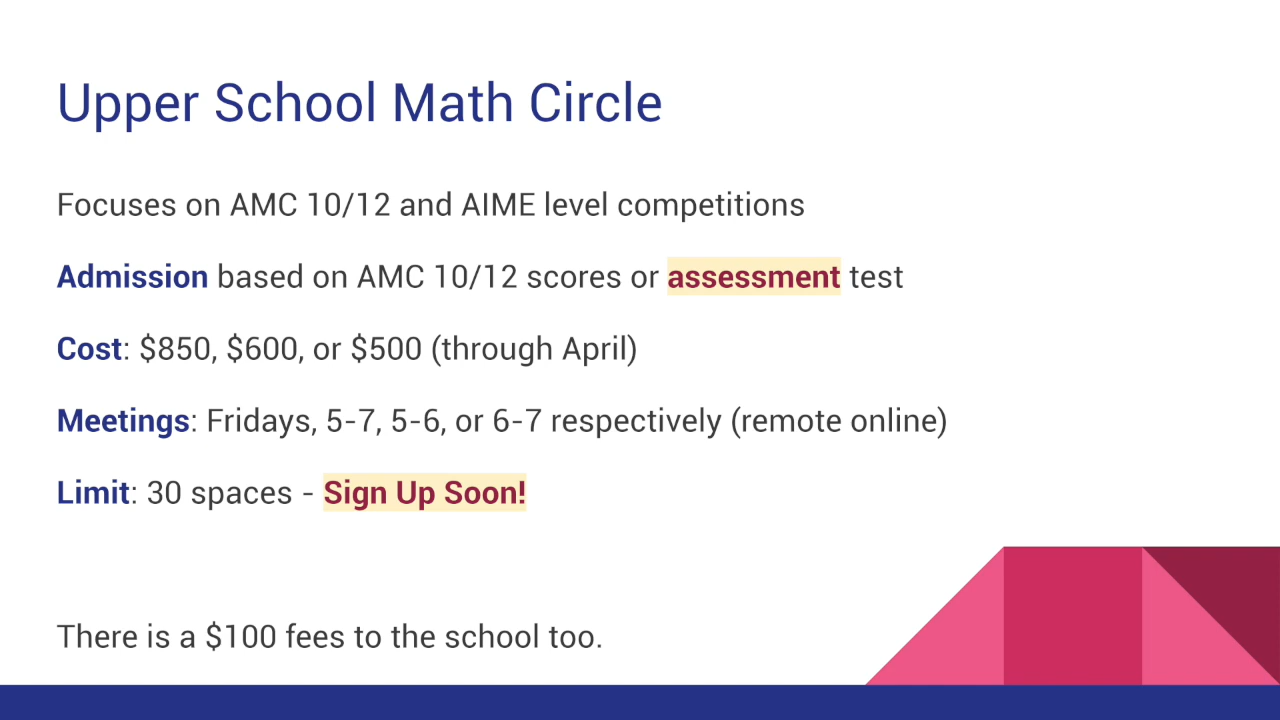 Upper School Math Circle
Focuses on AMC 10/12 and AIME level competitions
Admission based on AMC 10/12 scores or assessment test
Cost: $850, $600, or $500 (through April)
Meetings: Fridays, 5-7, 5-6, or 6-7 respectively (remote online)
Limit: 30 spaces - Sign Up Soon!
There is a $100 fees to the school too.